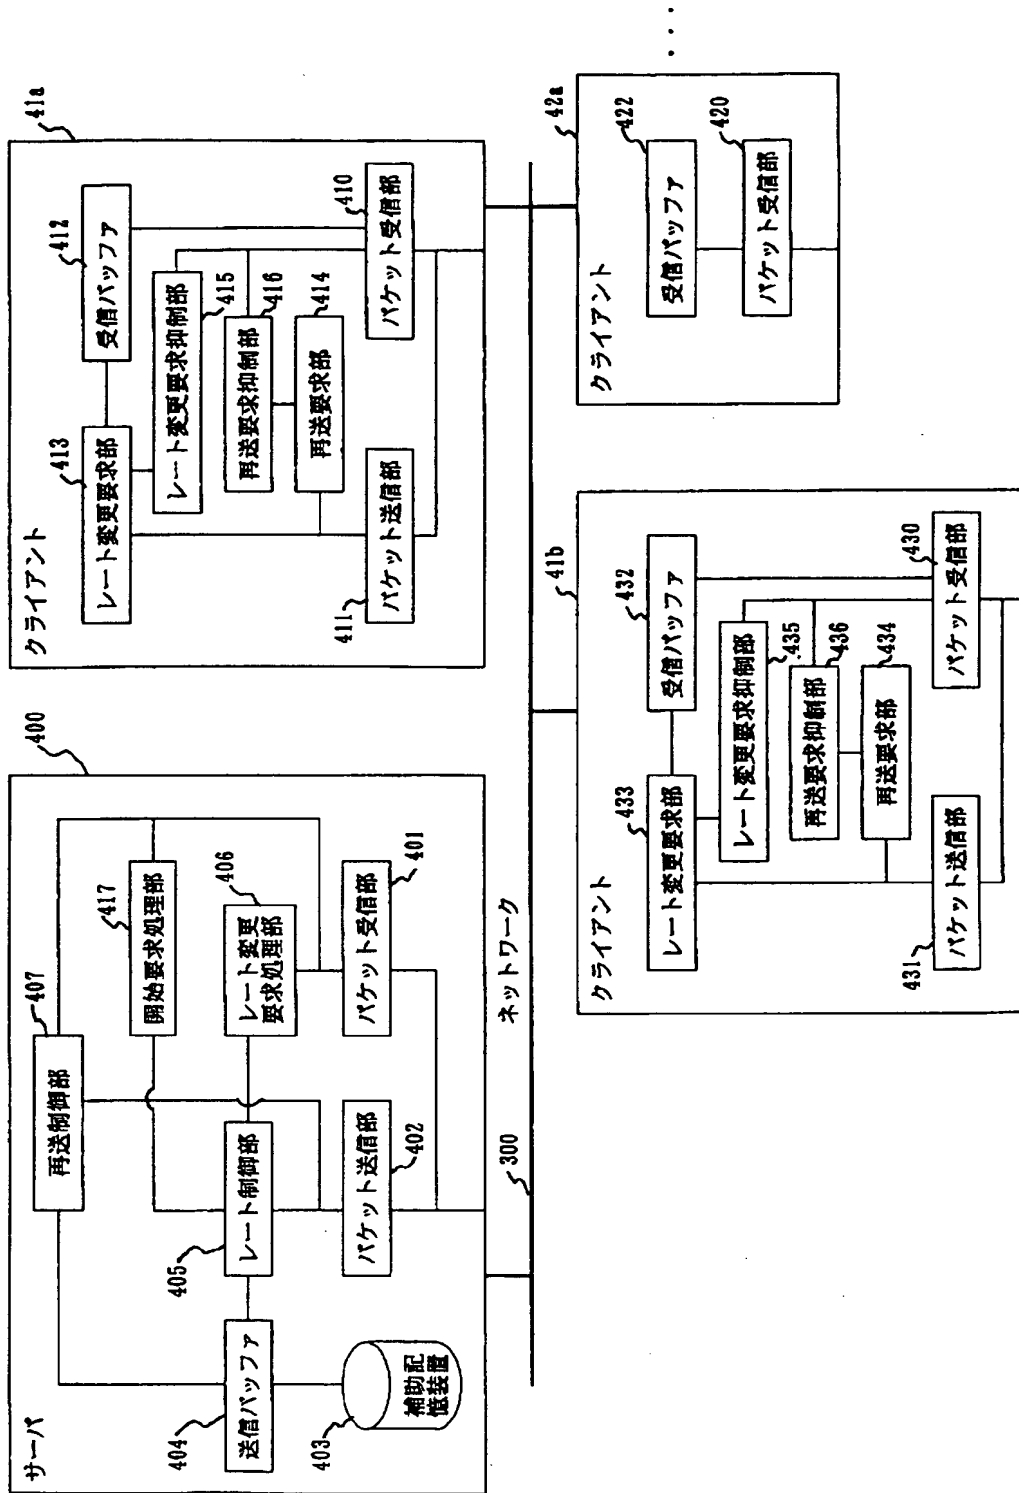 サーバ
400
再送制御部
407
開始要求処理部
417
送信バッファ
404
レート制御部
405
レート変更
要求処理部
406
補助記
憶装置
403
パケット送信部
402
パケット受信部
401
クライアント
41a
レート変更要求部
413
受信バッファ
412
レート変更要求抑制部
415
再送要求抑制部
416
再送要求部
414
パケット送信部
411
パケット受信部
410
300
ネットワーク
クライアント
41b
レート変更要求部
433
受信バッファ
432
レート変更要求抑制部
435
再送要求抑制部
436
再送要求部
434
パケット送信部
431
パケット受信部
430
クライアント
42a
受信バッファ
422
パケット受信部
420
・・・